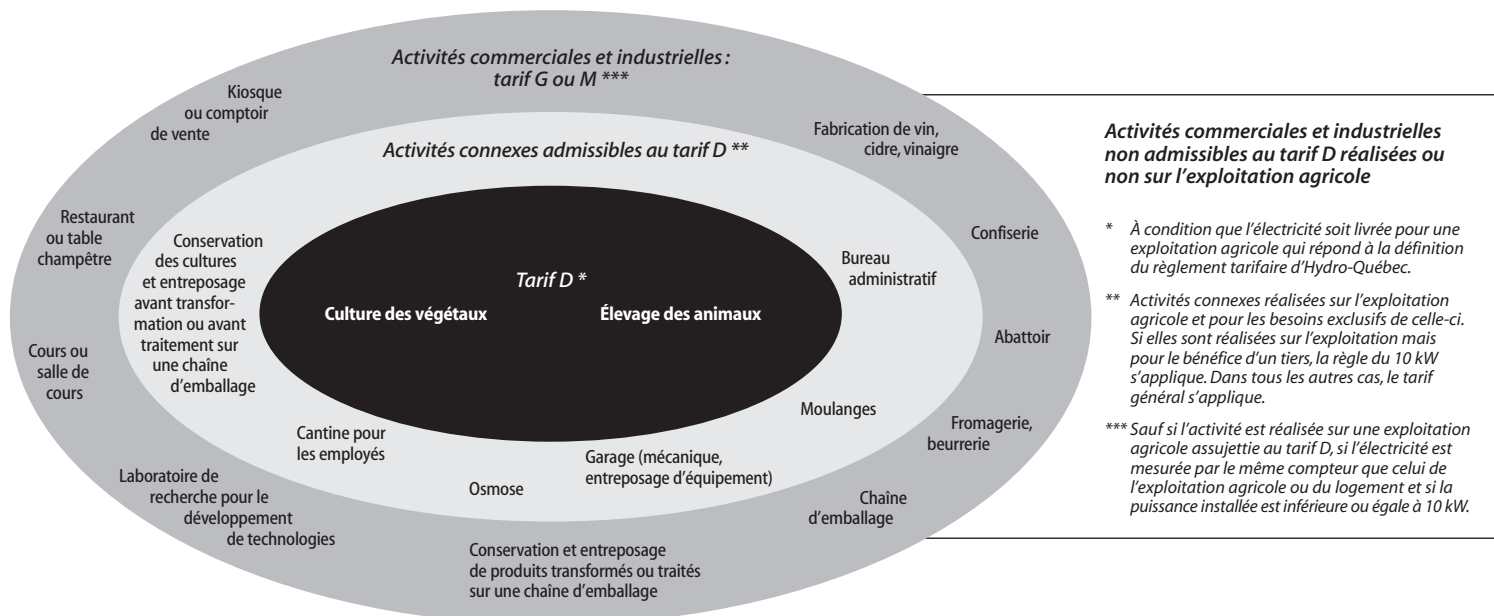 Activités commerciales et industrielles :
tarif G ou M ***
Kiosque
ou comptoir
de vente
Fabrication de vin,
cidre, vinaigre
Restaurant
ou table
champêtre
Confiserie
Cours ou
salle de
cours
Abattoir
Laboratoire de
recherche pour le
développement
de technologies
Fromagerie,
beurrerie
Chaîne
d'emballage
Conservation et entreposage
de produits transformés ou traités
sur une chaîne d'emballage
Activités connexes admissibles au tarif D **
Conservation
des cultures
et entreposage
avant transfor-
mation ou avant
traitement sur
une chaîne
d'emballage
Bureau
administratif
Moulanges
Cantine pour
les employés
Osmose
Garage (mécanique,
entreposage d'équipement)
Tarif D *
Culture des végétaux
Élevage des animaux
Activités commerciales et industrielles
non admissibles au tarif D réalisées ou
non sur l'exploitation agricole
* À condition que l'électricité soit livrée pour une
exploitation agricole qui répond à la définition
du règlement tarifaire d'Hydro-Québec.
** Activités connexes réalisées sur l'exploitation
agricole et pour les besoins exclusifs de celle-ci.
Si elles sont réalisées sur l'exploitation mais
pour le bénéfice d'un tiers, la règle du 10 kW
s'applique. Dans tous les autres cas, le tarif
général s'applique.
*** Sauf si l'activité est réalisée sur une exploitation
agricole assujettie au tarif D, si l'électricité est
mesurée par le même compteur que celui de
l'exploitation agricole ou du logement et si la
puissance installée est inférieure ou égale à 10 kW.